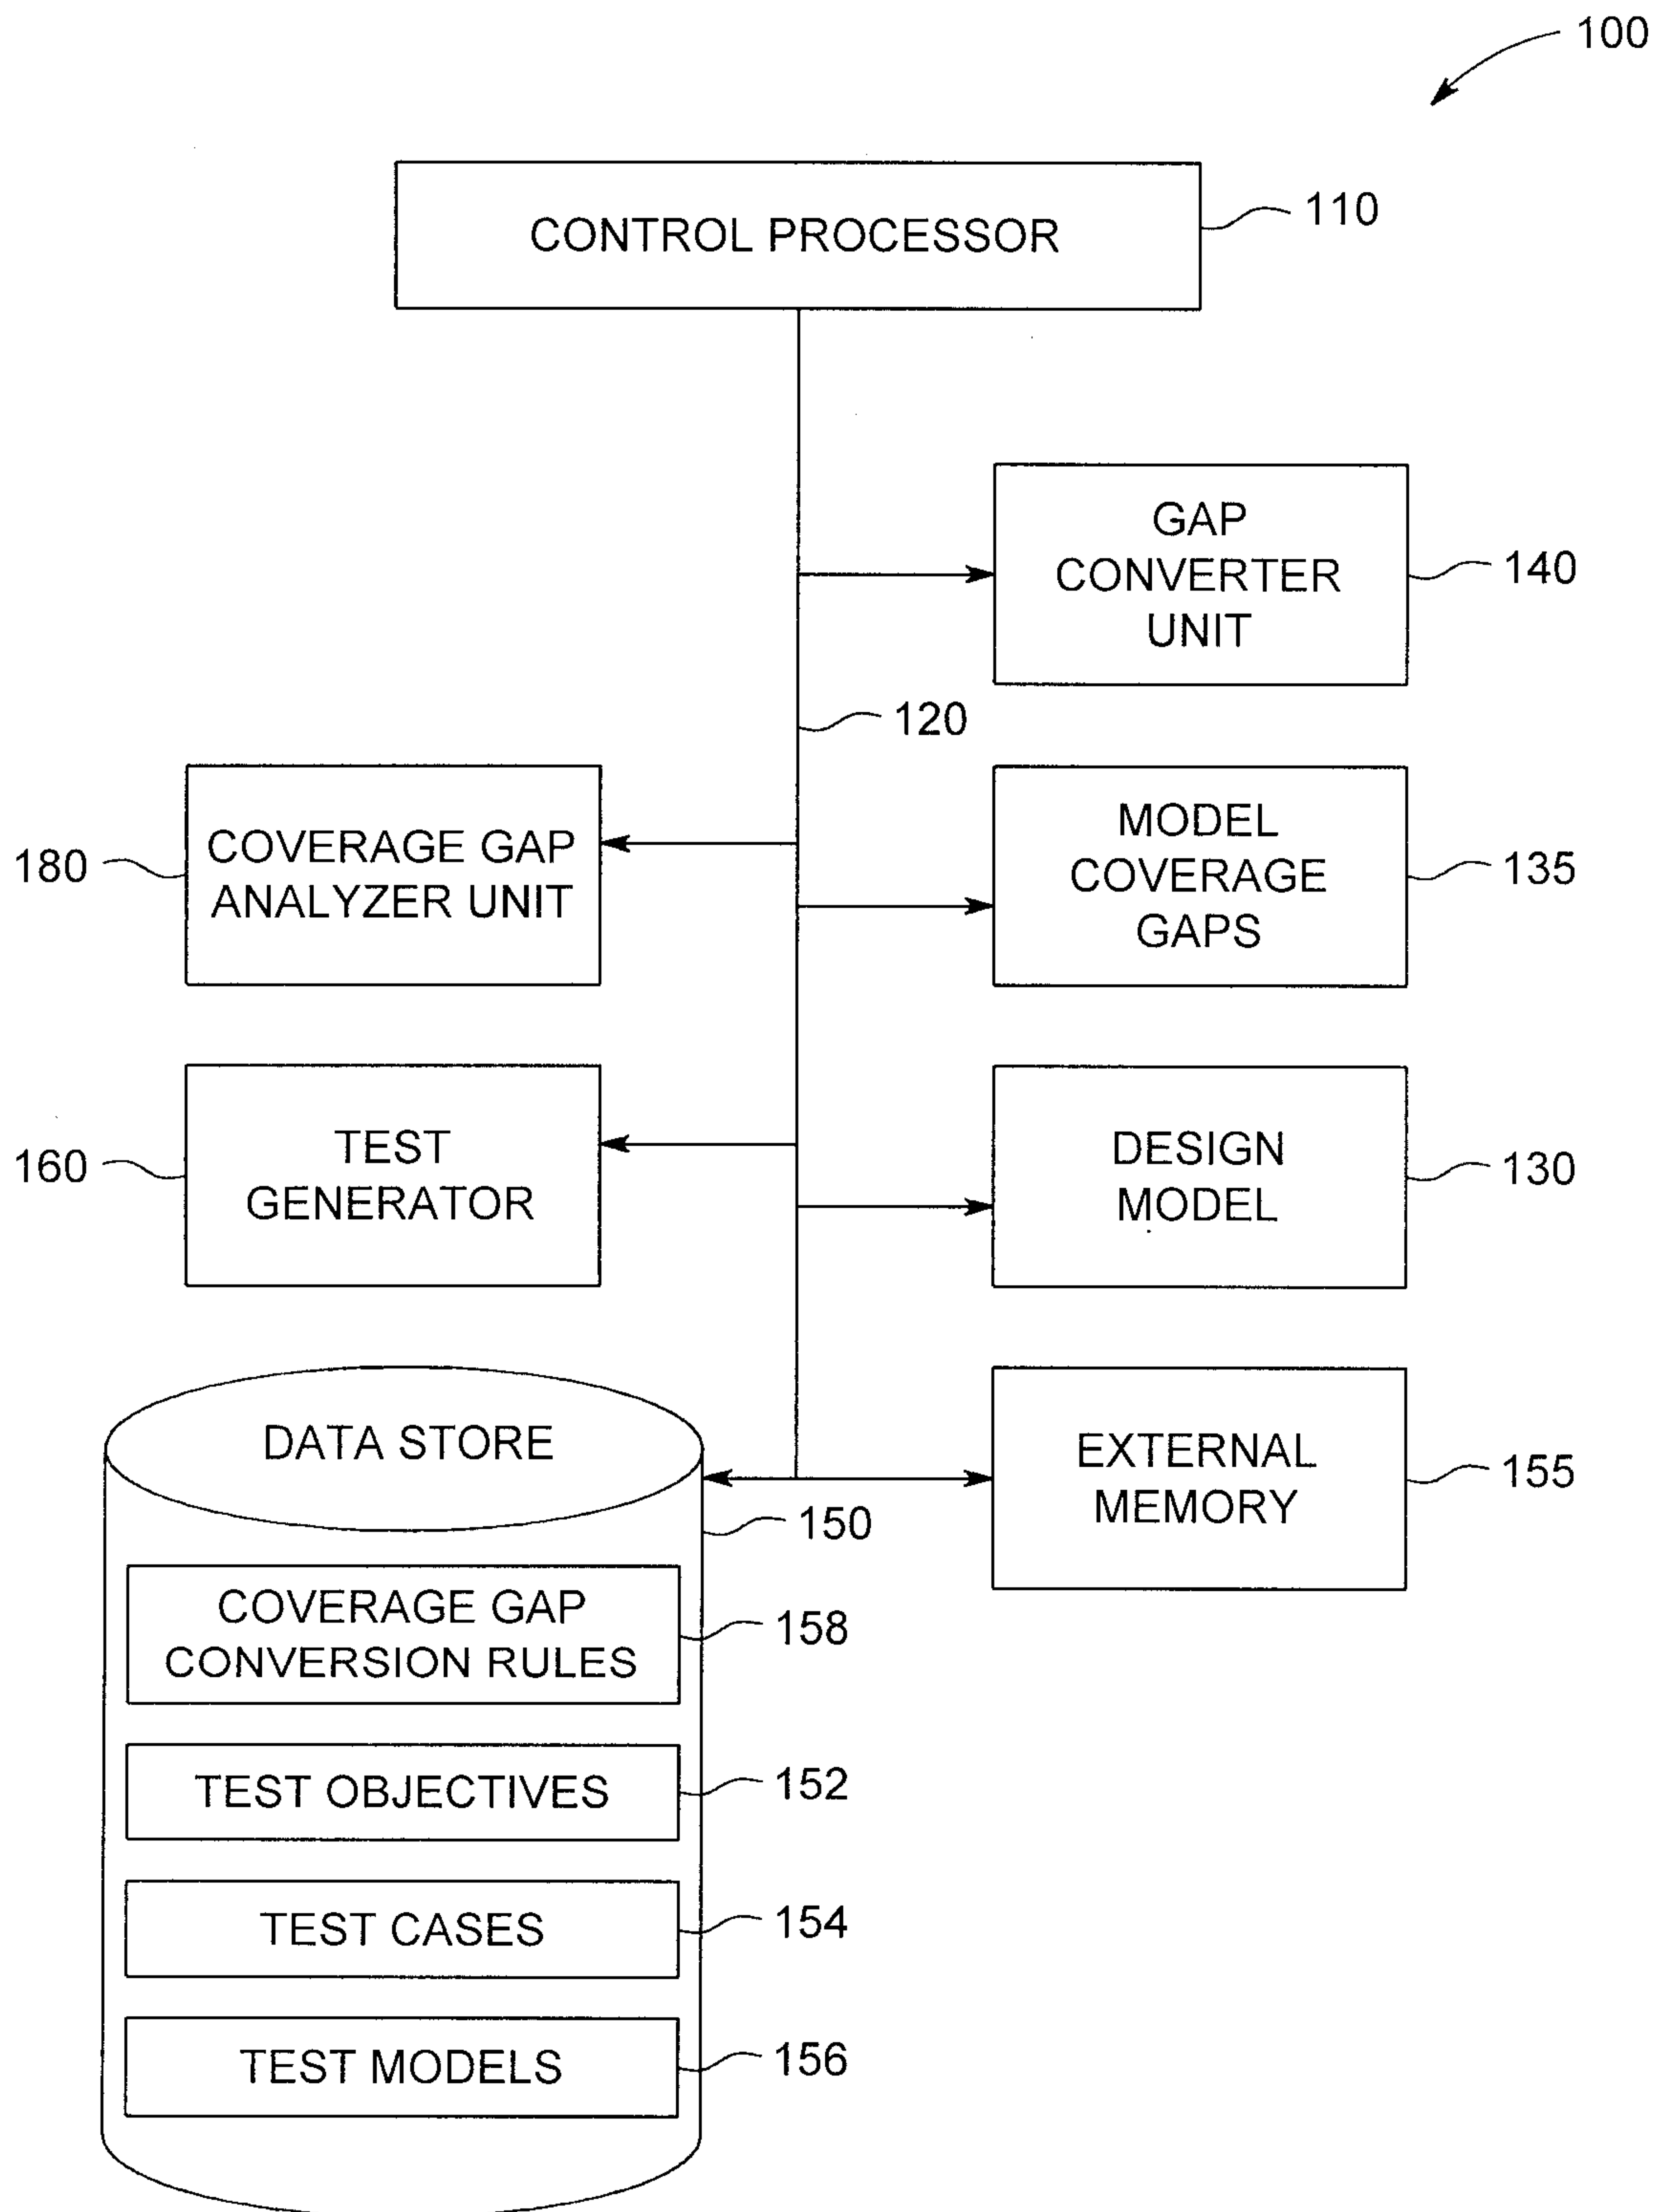 100
CONTROL PROCESSOR
110
GAP
CONVERTER
UNIT
140
120
COVERAGE GAP
ANALYZER UNIT
180
MODEL
COVERAGE
GAPS
135
TEST
GENERATOR
160
DESIGN
MODEL
130
DATA STORE
150
EXTERNAL
MEMORY
155
COVERAGE GAP
CONVERSION RULES
158
TEST OBJECTIVES
152
TEST CASES
154
TEST MODELS
156